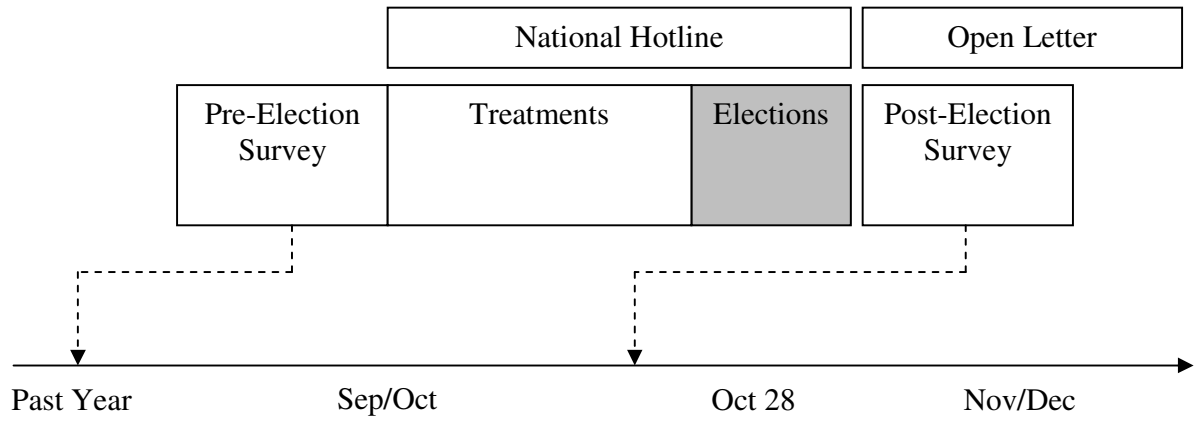 National Hotline
Open Letter
Pre-Election
Survey
Treatments
Elections
Post-Election
Survey
Past Year
Sep/Oct
Oct 28
Nov/Dec